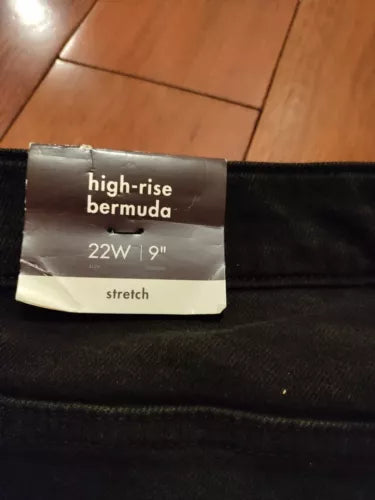 high-rise
bermuda
22W | 9"
stretch